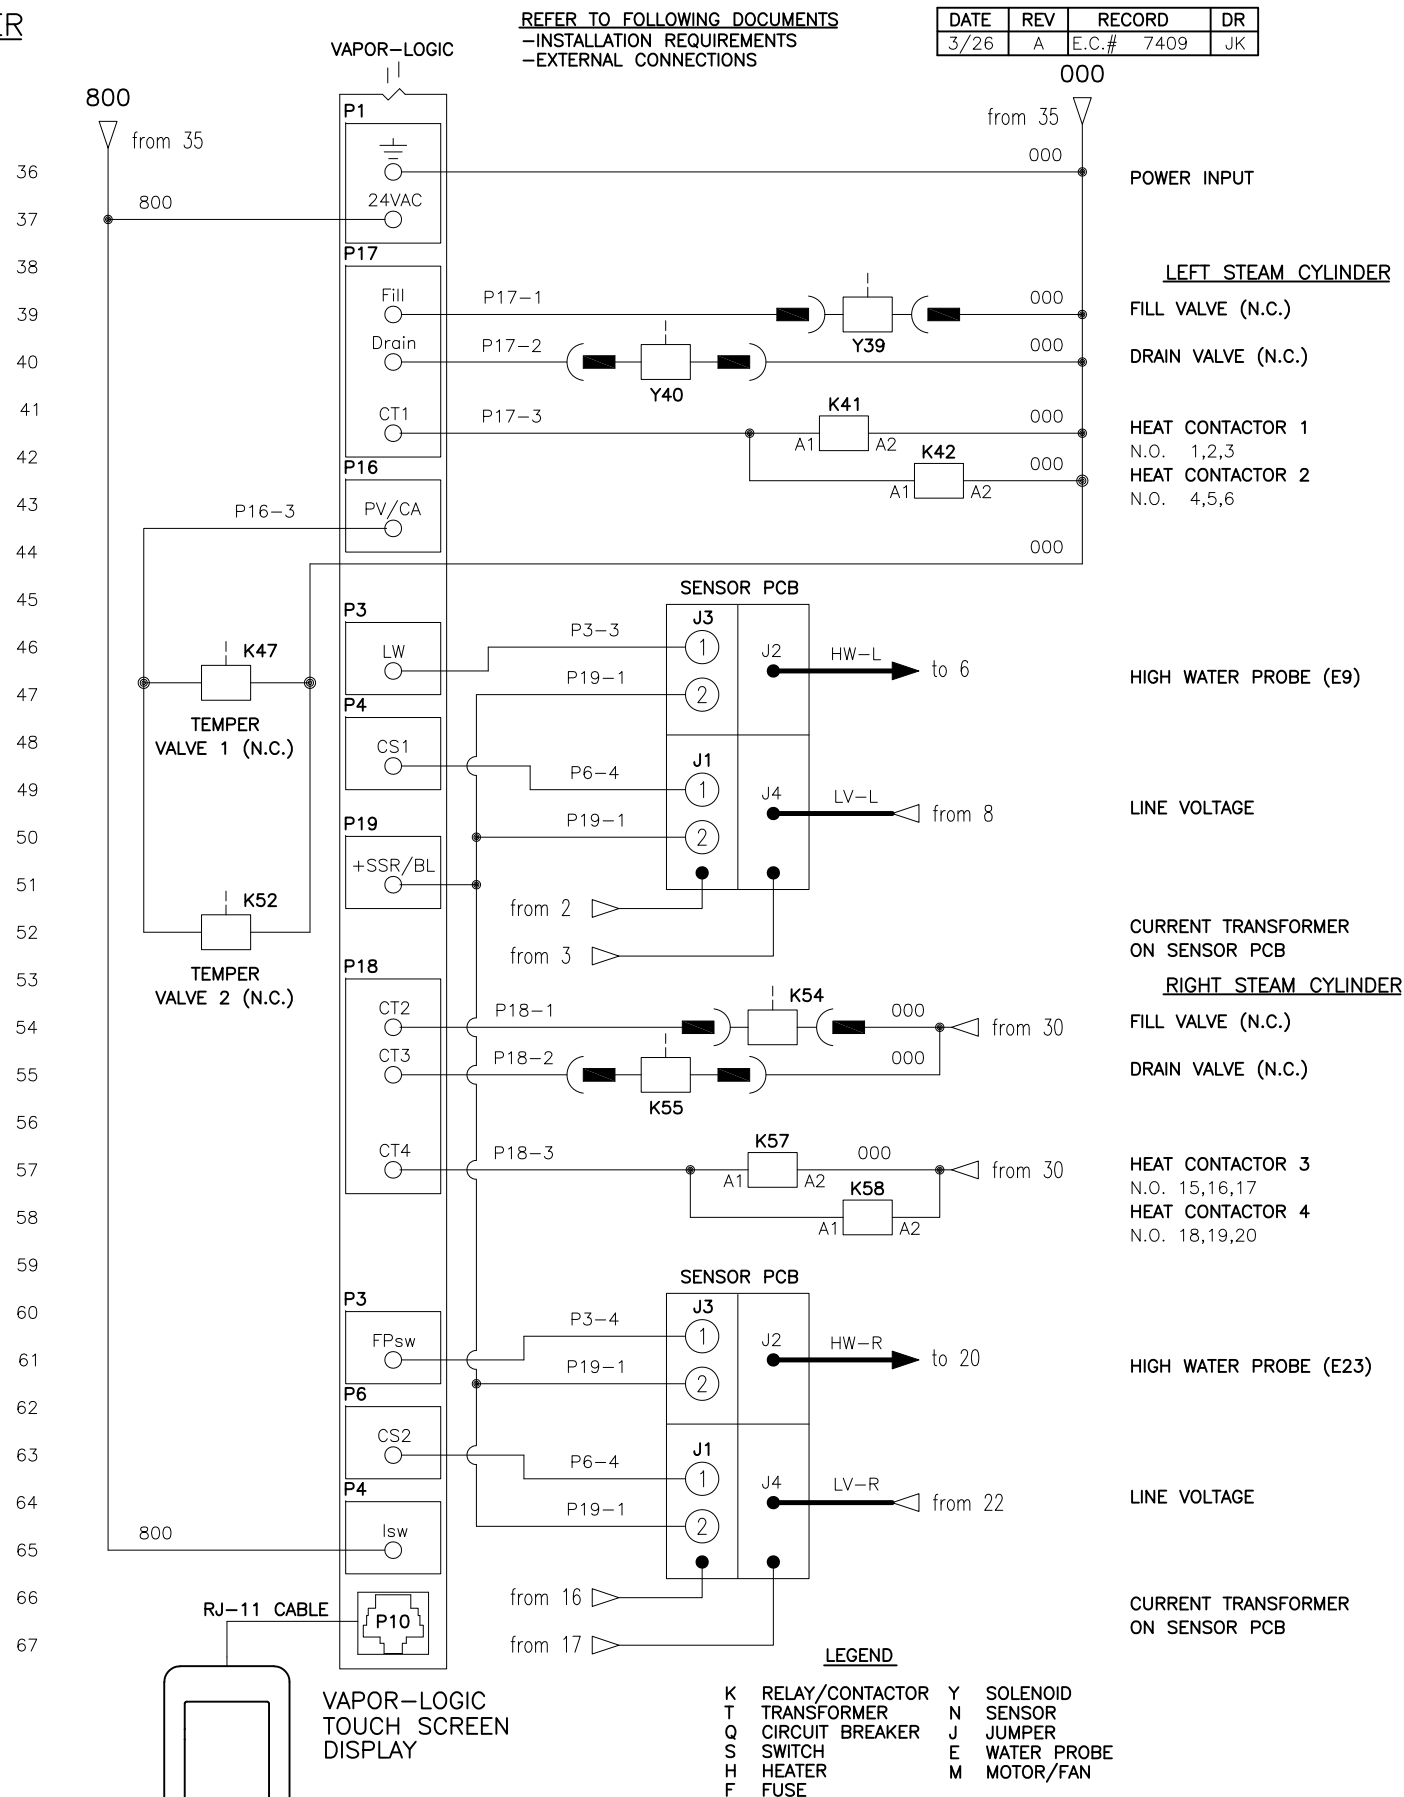 ER
REFER TO FOLLOWING DOCUMENTS
-INSTALLATION REQUIREMENTS
-EXTERNAL CONNECTIONS
DATE REV RECORD DR
3/26 A E.C.# 7409 JK
VAPOR-LOGIC
800
000
P1
from 35
from 35
36
000
POWER INPUT
24VAC
37
800
P17
38
LEFT STEAM CYLINDER
39
Fill
P17-1
000
FILL VALVE (N.C.)
Y39
40
Drain
P17-2
000
DRAIN VALVE (N.C.)
Y40
41
CT1
P17-3
K41
A1
A2
000
HEAT CONTACTOR 1
N.O. 1,2,3
42
K42
A1
A2
000
HEAT CONTACTOR 2
N.O. 4,5,6
P16
43
P16-3
PV/CA
44
000
45
SENSOR PCB
P3
J3
46
K47
LW
P3-3
1
J2
HW-L
to 6
HIGH WATER PROBE (E9)
47
P19-1
2
TEMPER
VALVE 1 (N.C.)
P4
48
CS1
J1
49
P6-4
1
J4
LV-L
from 8
LINE VOLTAGE
P19
50
P19-1
2
+SSR/BL
51
K52
from 2
52
CURRENT TRANSFORMER
ON SENSOR PCB
from 3
TEMPER
VALVE 2 (N.C.)
P18
53
RIGHT STEAM CYLINDER
54
CT2
P18-1
K54
000
from 30
FILL VALVE (N.C.)
55
CT3
P18-2
000
DRAIN VALVE (N.C.)
K55
56
57
CT4
P18-3
K57
A1
A2
000
from 30
HEAT CONTACTOR 3
N.O. 15,16,17
58
K58
A1
A2
HEAT CONTACTOR 4
N.O. 18,19,20
59
SENSOR PCB
60
P3
J3
FPsw
P3-4
1
J2
61
HW-R
to 20
HIGH WATER PROBE (E23)
P19-1
2
P6
62
CS2
63
J1
P6-4
1
J4
LV-R
P4
64
from 22
LINE VOLTAGE
P19-1
2
65
800
Isw
66
from 16
CURRENT TRANSFORMER
ON SENSOR PCB
RJ-11 CABLE
P10
67
from 17
VAPOR-LOGIC
TOUCH SCREEN
DISPLAY
LEGEND
K RELAY/CONTACTOR Y SOLENOID
T TRANSFORMER N SENSOR
Q CIRCUIT BREAKER J JUMPER
S SWITCH E WATER PROBE
H HEATER M MOTOR/FAN
F FUSE